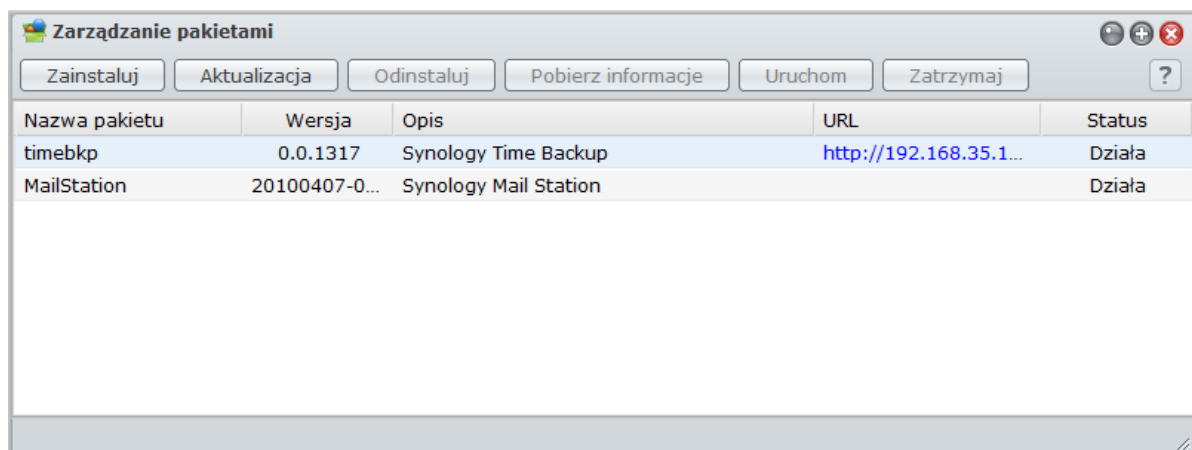 Zarządzanie pakietami
Zainstaluj Aktualizacja Odinstaluj Pobierz informacje Uruchom Zatrzymaj ?
Nazwa pakietu Wersja Opis URL Status
timebkp 0.0.1317 Synology Time Backup http://192.168.35.1... Działa
MailStation 20100407-0... Synology Mail Station Działa